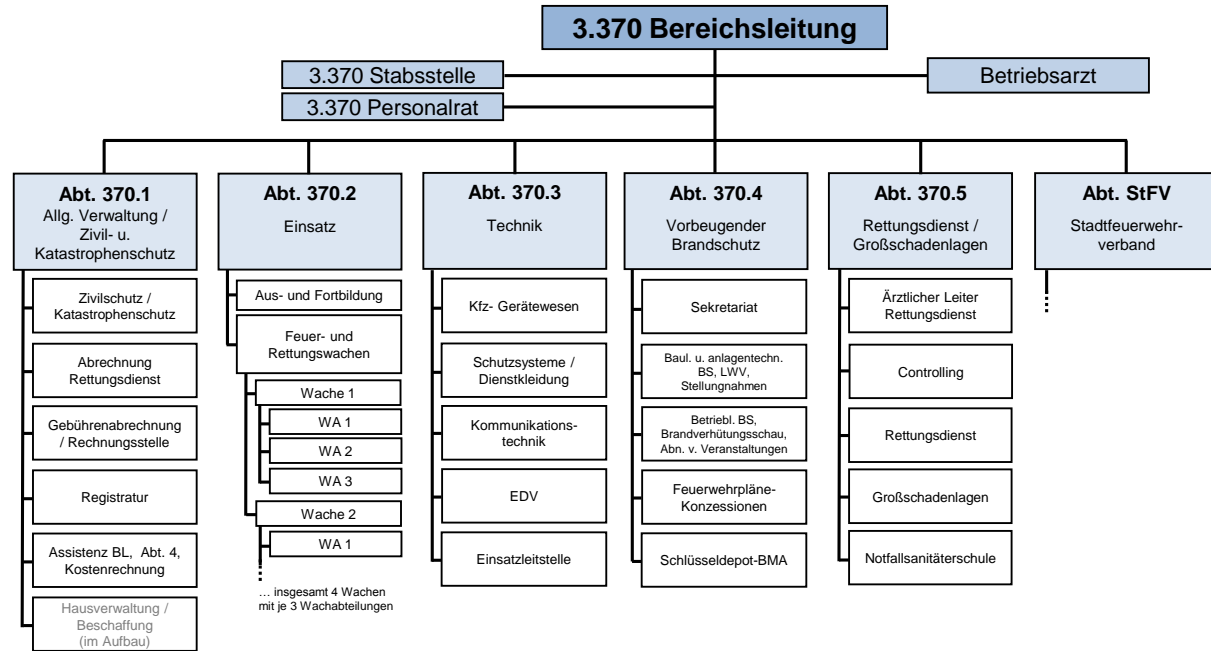 3.370 Bereichsleitung
3.370 Stabsstelle
Betriebsarzt
3.370 Personalrat
Abt. 370.1
Allg. Verwaltung /
Zivil- u.
Katastrophenschutz
Zivilschutz /
Katastrophenschutz
Abrechnung
Rettungsdienst
Gebührenabrechnung
/ Rechnungsstelle
Registratur
Assistenz BL, Abt. 4,
Kostenrechnung
Hausverwaltung /
Beschaffung
(im Aufbau)
Abt. 370.2
Einsatz
Aus- und Fortbildung
Feuer- und
Rettungswachen
Wache 1
WA 1
WA 2
WA 3
Wache 2
WA 1
... insgesamt 4 Wachen
mit je 3 Wachabteilungen
Abt. 370.3
Technik
Kfz- Gerätewesen
Schutzsysteme /
Dienstkleidung
Kommunikations-
technik
EDV
Einsatzleitstelle
Abt. 370.4
Vorbeugender
Brandschutz
Sekretariat
Baul. u. anlagentechn.
BS, LWV,
Stellungnahmen
Betriebl. BS,
Brandverhütungsschau,
Abn. v. Veranstaltungen
Feuerwehrpläne-
Konzessionen
Schlüsseldepot-BMA
Abt. 370.5
Rettungsdienst /
Großschadenlagen
Ärztlicher Leiter
Rettungsdienst
Controlling
Rettungsdienst
Großschadenlagen
Notfallsanitäterschule
Abt. StFV
Stadtfeuerwehr-
verband